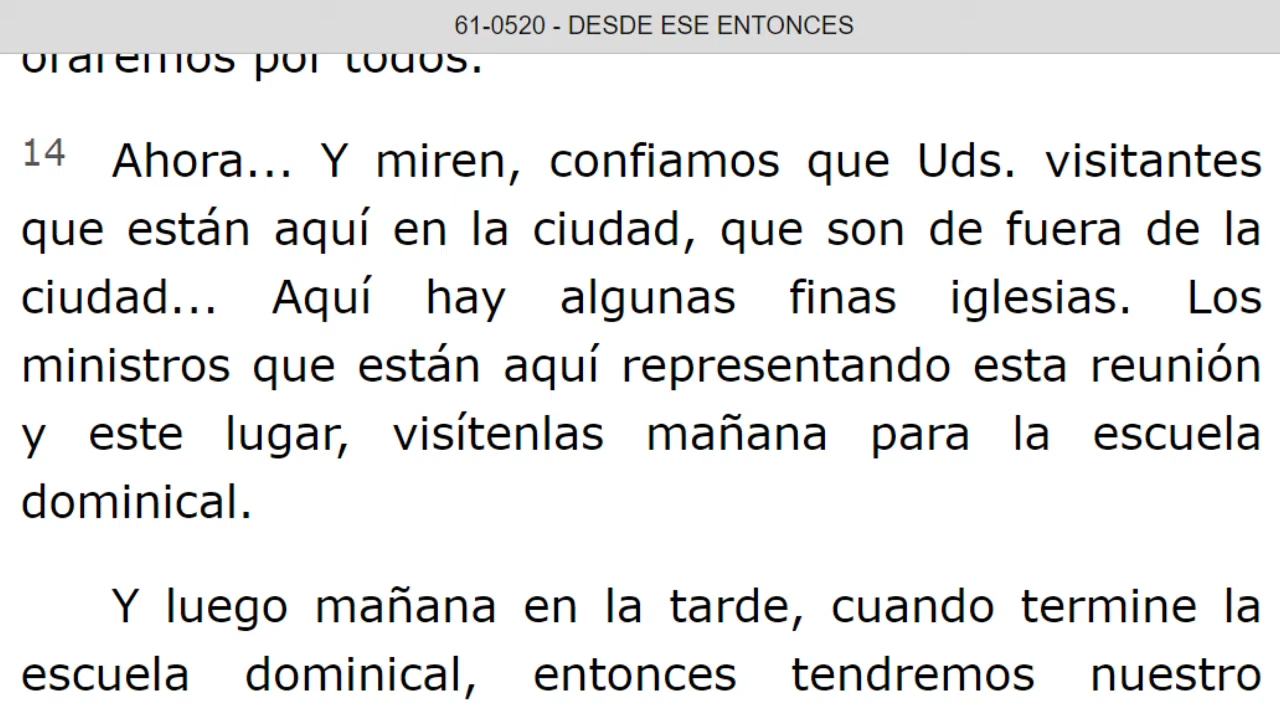 61-0520 - DESDE ESE ENTONCES
oraremos por todos.
14 Ahora... Y miren, confiamos que Uds. visitantes
que están aquí en la ciudad, que son de fuera de la
ciudad... Aquí hay algunas finas iglesias. Los
ministros que están aquí representando esta reunión
y este lugar, visítenlas mañana para la escuela
dominical.
Y luego mañana en la tarde, cuando termine la
escuela dominical, entonces tendremos nuestro